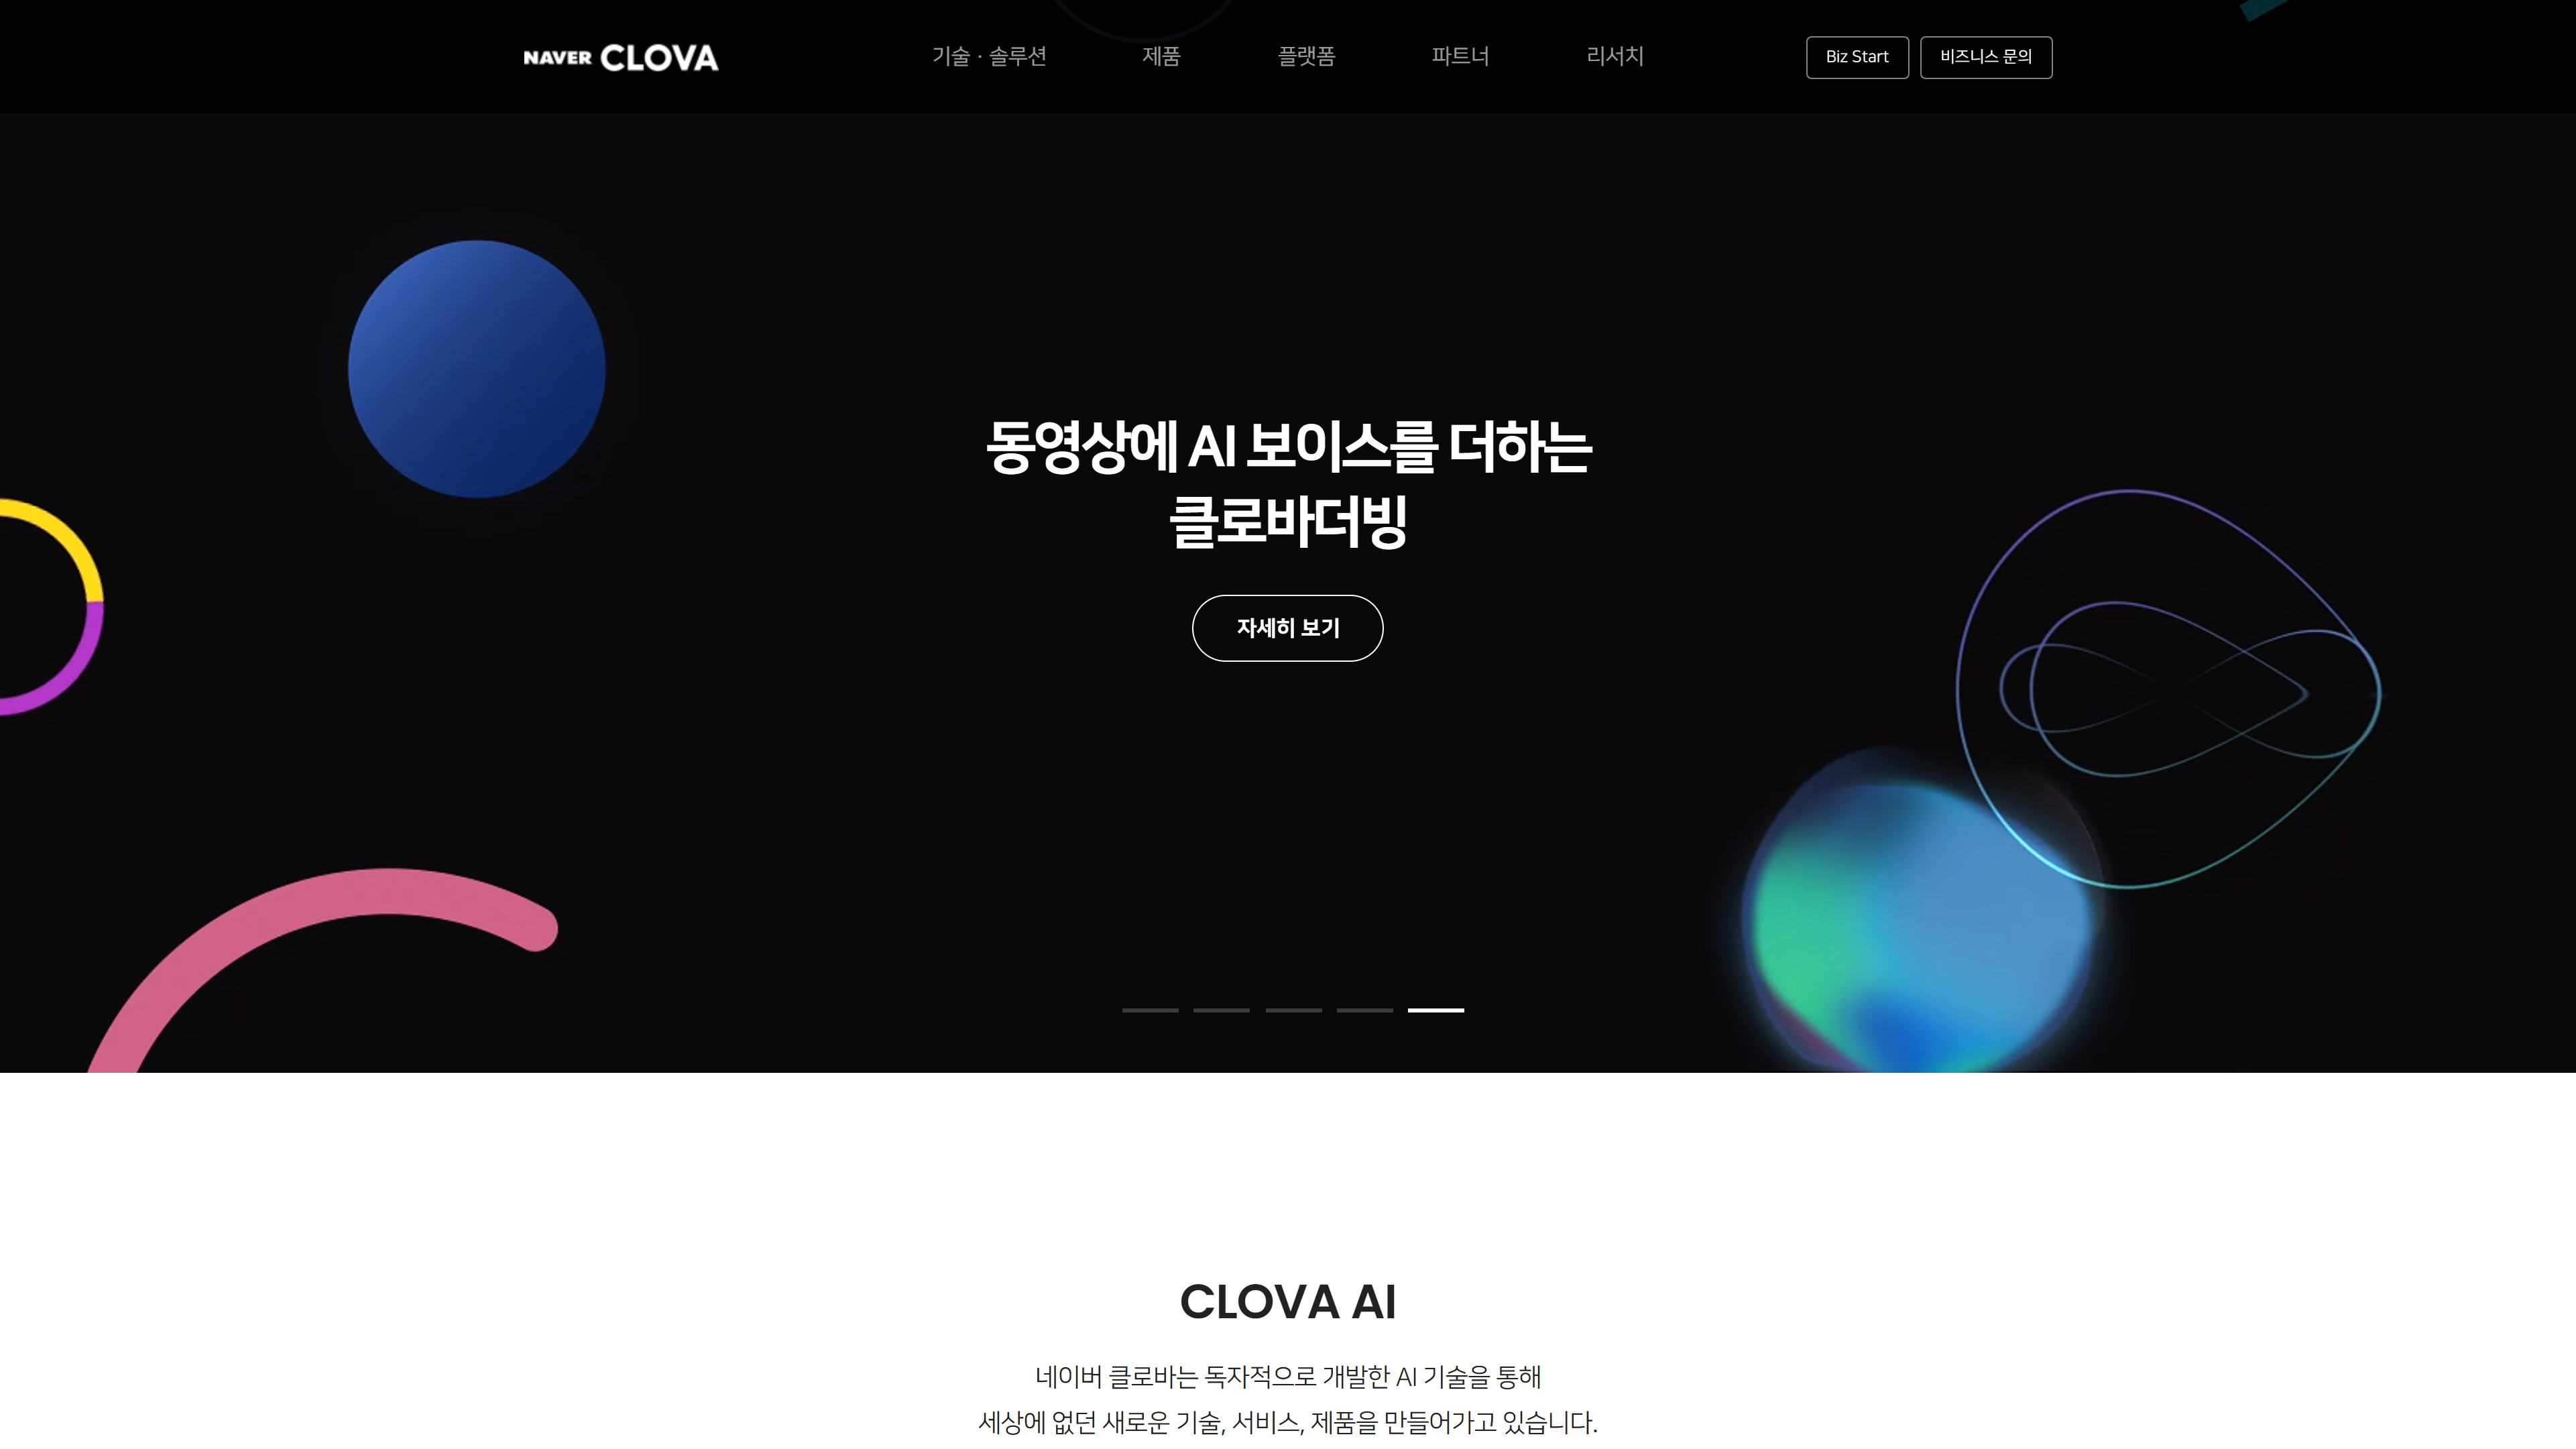 NAVER CLOVA
기술 · 솔루션
제품
플랫폼
파트너
리서치
Biz Start
비즈니스 문의
동영상에 AI 보이스를 더하는
클로바더빙
자세히 보기
CLOVA AI
네이버 클로바는 독자적으로 개발한 AI 기술을 통해
세상에 없던 새로운 기술, 서비스, 제품을 만들어가고 있습니다.